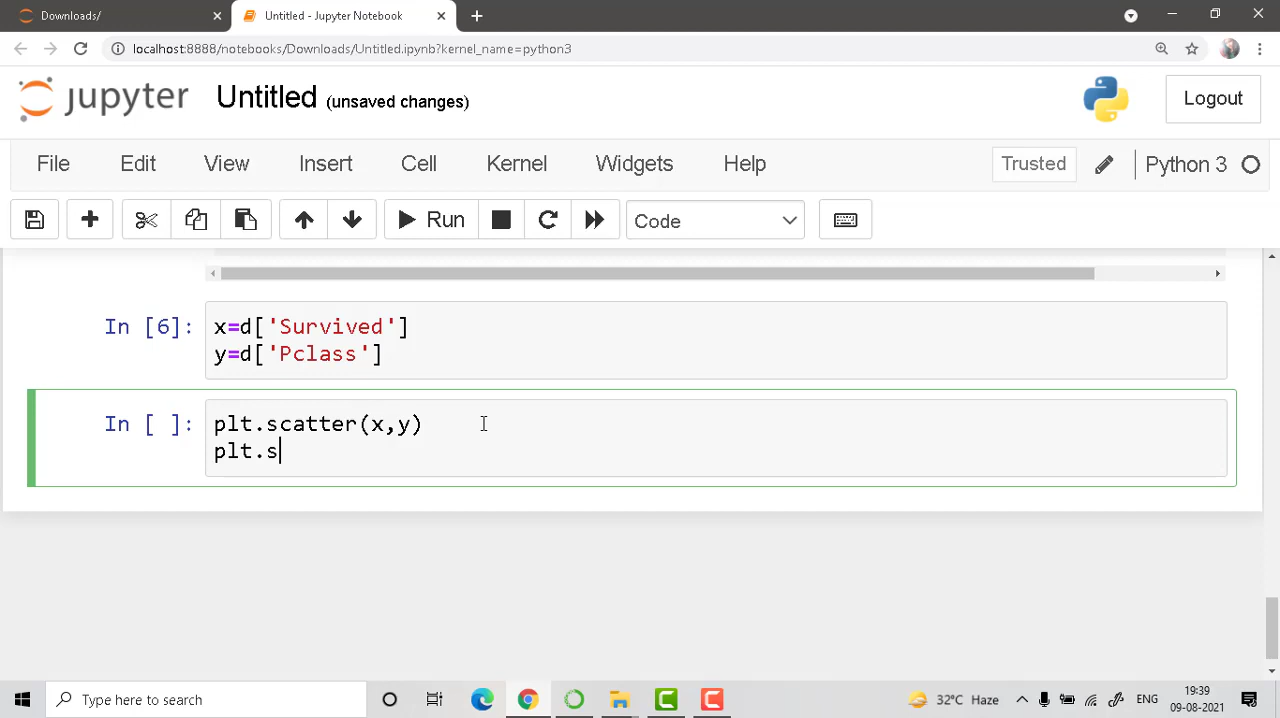 Downloads/
Untitled - Jupyter Notebook
localhost:8888/notebooks/Downloads/Untitled.ipynb?kernel_name=python3
jupyter Untitled (unsaved changes)
Logout
File Edit View Insert Cell Kernel Widgets Help
Trusted
Python 3
Run
Code
In [6]: x=d['Survived']
y=d['Pclass']
In [ ]: plt.scatter(x,y)
plt.s
Type here to search
32°C Haze
ENG
19:39
09-08-2021